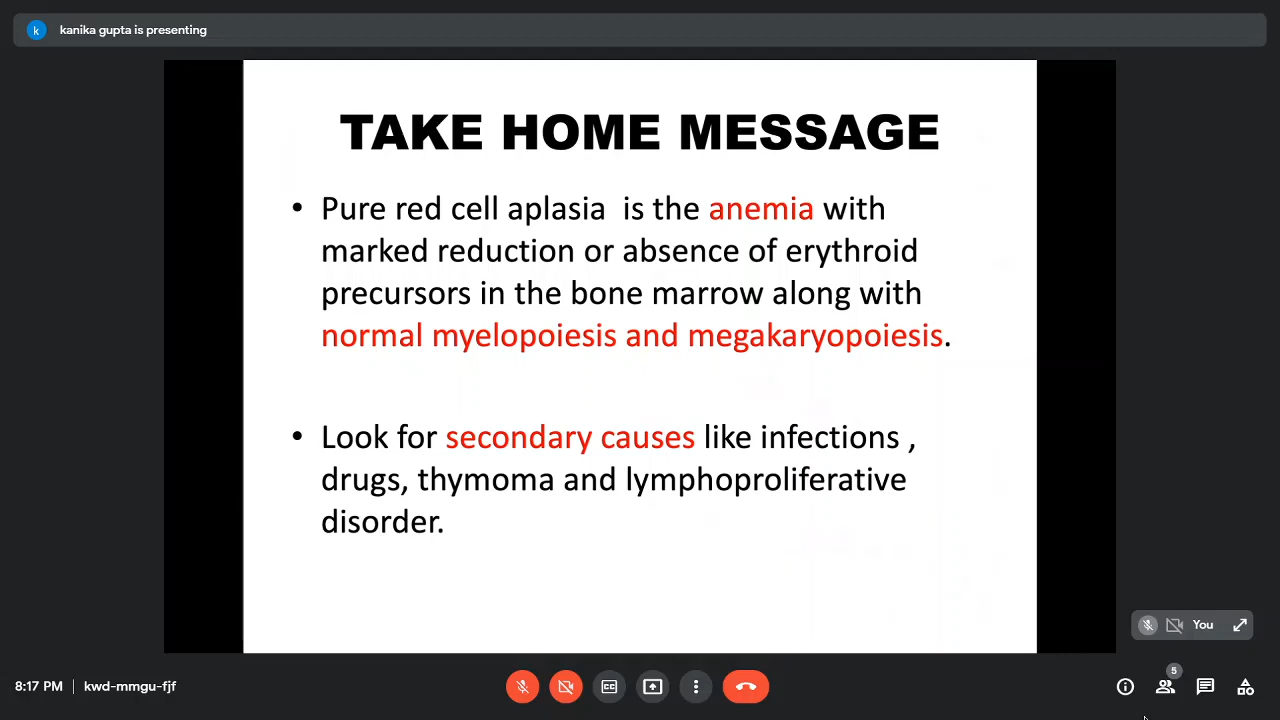 k
kanika gupta is presenting
TAKE HOME MESSAGE
• Pure red cell aplasia is the anemia with
marked reduction or absence of erythroid
precursors in the bone marrow along with
normal myelopoiesis and megakaryopoiesis.
• Look for secondary causes like infections ,
drugs, thymoma and lymphoproliferative
disorder.
You
8:17 PM | kwd-mmgu-fjf
CC
5